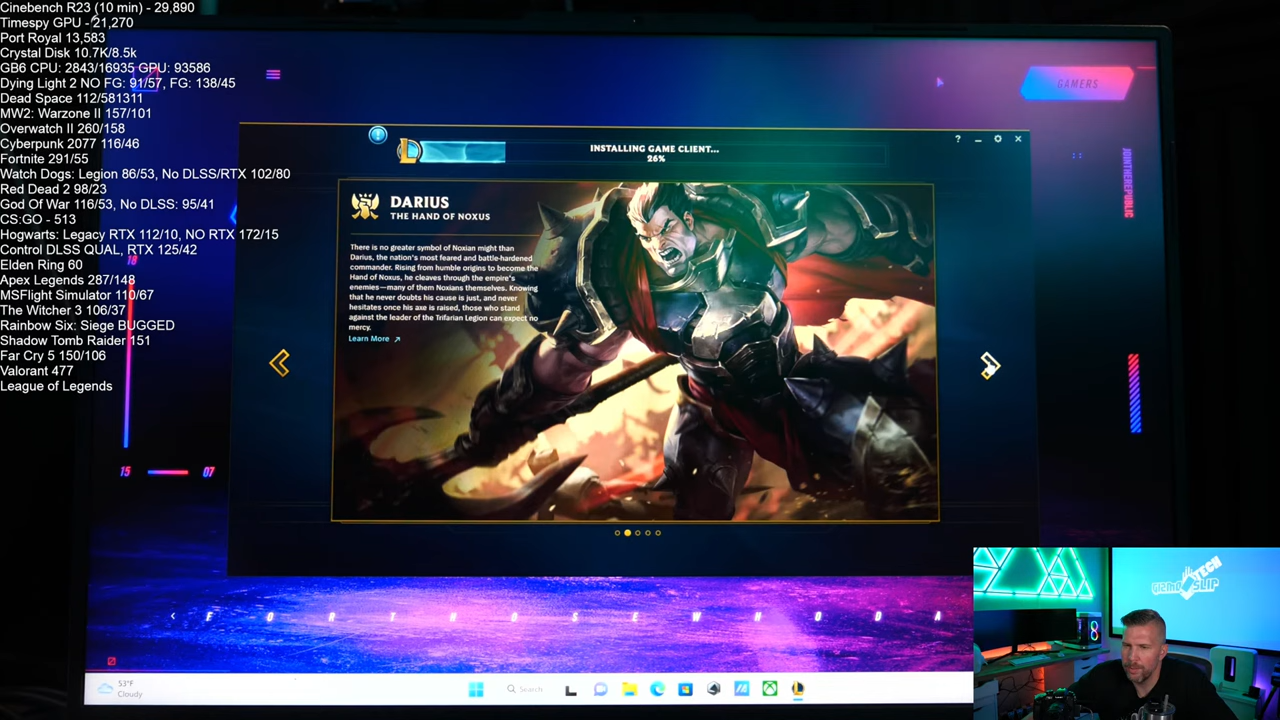 Cinebench R23 (10 min) - 29,890
Timespy GPU - 21,270
Port Royal 13,583
Crystal Disk 10.7K/8.5k
GB6 CPU: 2843/16935 GPU: 93586
Dying Light 2 NO FG: 91/57, FG: 138/45
Dead Space 112/581311
MW2: Warzone II 157/101
Overwatch II 260/158
Cyberpunk 2077 116/46
Fortnite 291/55
Watch Dogs: Legion 86/53, No DLSS/RTX 102/80
Red Dead 2 98/23
God Of War 116/53, No DLSS: 95/41
CS:GO - 513
Hogwarts: Legacy RTX 112/10, NO RTX 172/15
Control DLSS QUAL, RTX 125/42
Elden Ring 60
Apex Legends 287/148
MSFlight Simulator 110/67
The Witcher 3 106/37
Rainbow Six: Siege BUGGED
Shadow Tomb Raider 151
Far Cry 5 150/106
Valorant 477
League of Legends
GAMERS
JOINTHEREPUBLIC
INSTALLING GAME CLIENT...
26%
?
DARIUS
THE HAND OF NOXUS
There is no greater symbol of Noxian might than
Darius, the nation's most feared and battle-hardened
commander. Rising from humble origins to become the
Hand of Noxus, he cleaves through the empire's
enemies—many of them Noxians themselves. Knowing
that he never doubts his cause is just, and never
hesitates once his axe is raised, those who stand
against the leader of the Trifarian Legion can expect no
mercy.
Learn More
18
15 07
< F O R T H O S E W H O D A
53°F
Cloudy
Search
GIZMO SLIP TECH